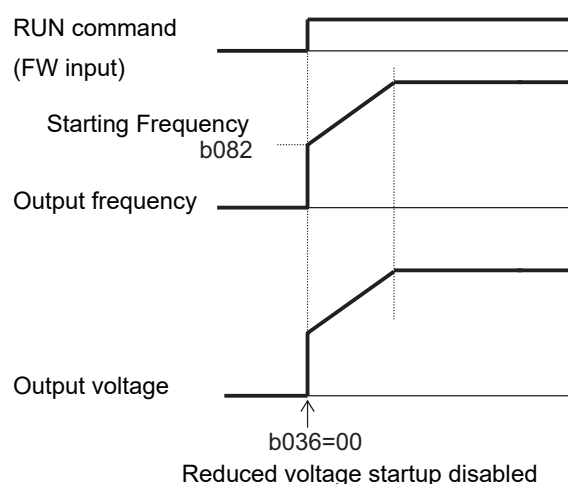 RUN command
(FW input)
Starting Frequency
b082
Output frequency
Output voltage
b036=00
Reduced voltage startup disabled